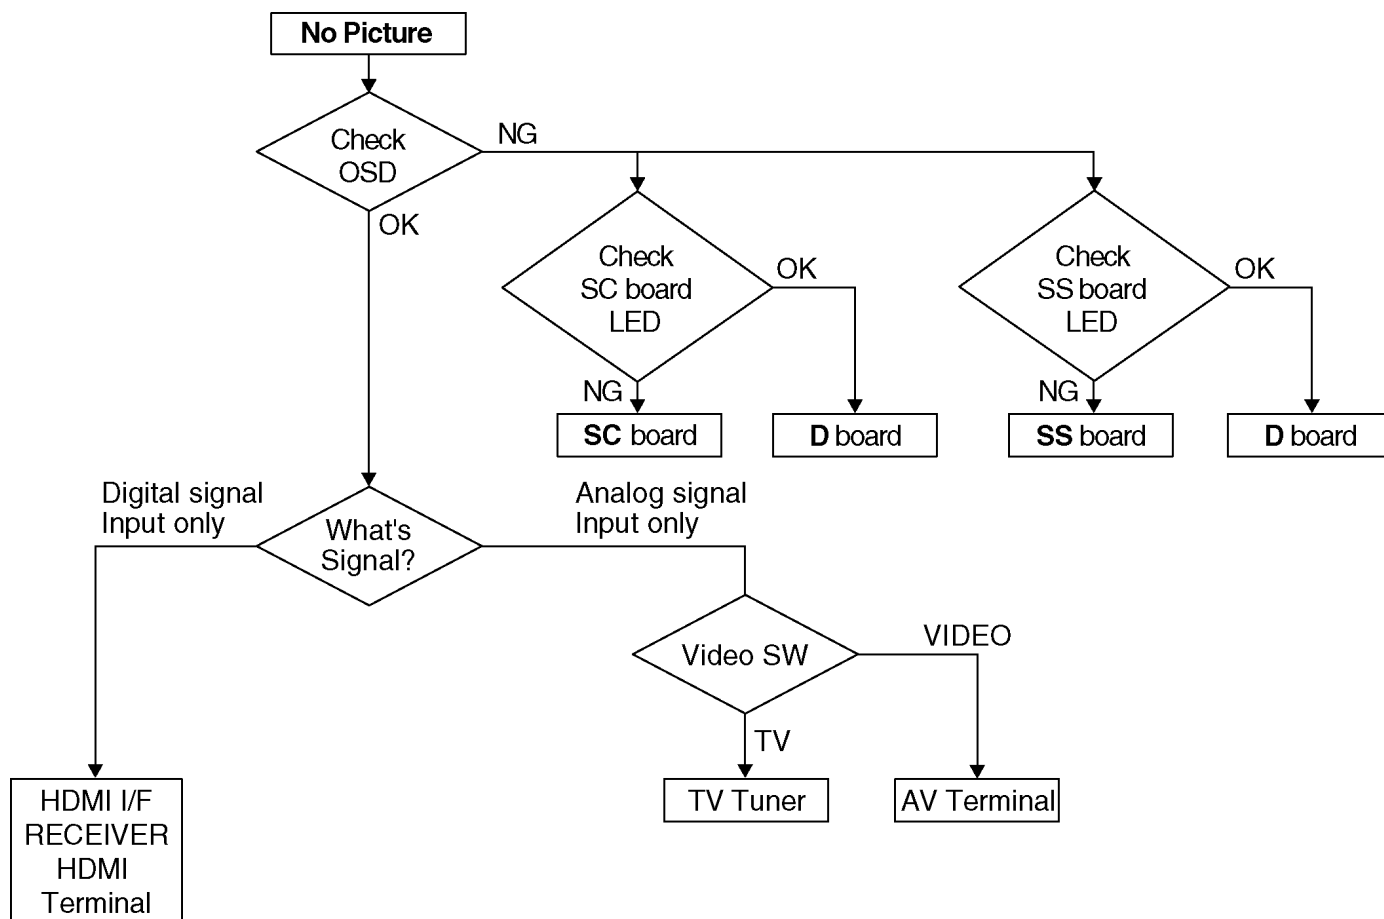 No Picture
Check
OSD
NG
OK
Check
SC board
LED
OK
NG
SC board
D board
Check
SS board
LED
OK
NG
SS board
D board
Digital signal
Input only
What's
Signal?
Analog signal
Input only
Video SW
VIDEO
TV
HDMI I/F
RECEIVER
HDMI
Terminal
TV Tuner
AV Terminal